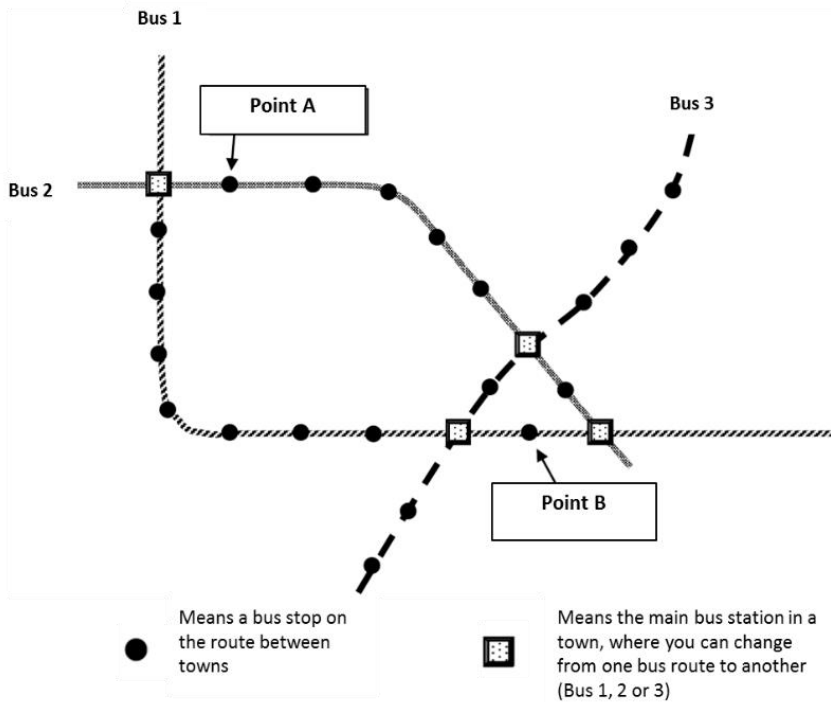 Bus 1
Point A
Bus 3
Bus 2
Point B
Means a bus stop on
the route between
towns
Means the main bus station in a
town, where you can change
from one bus route to another
(Bus 1, 2 or 3)